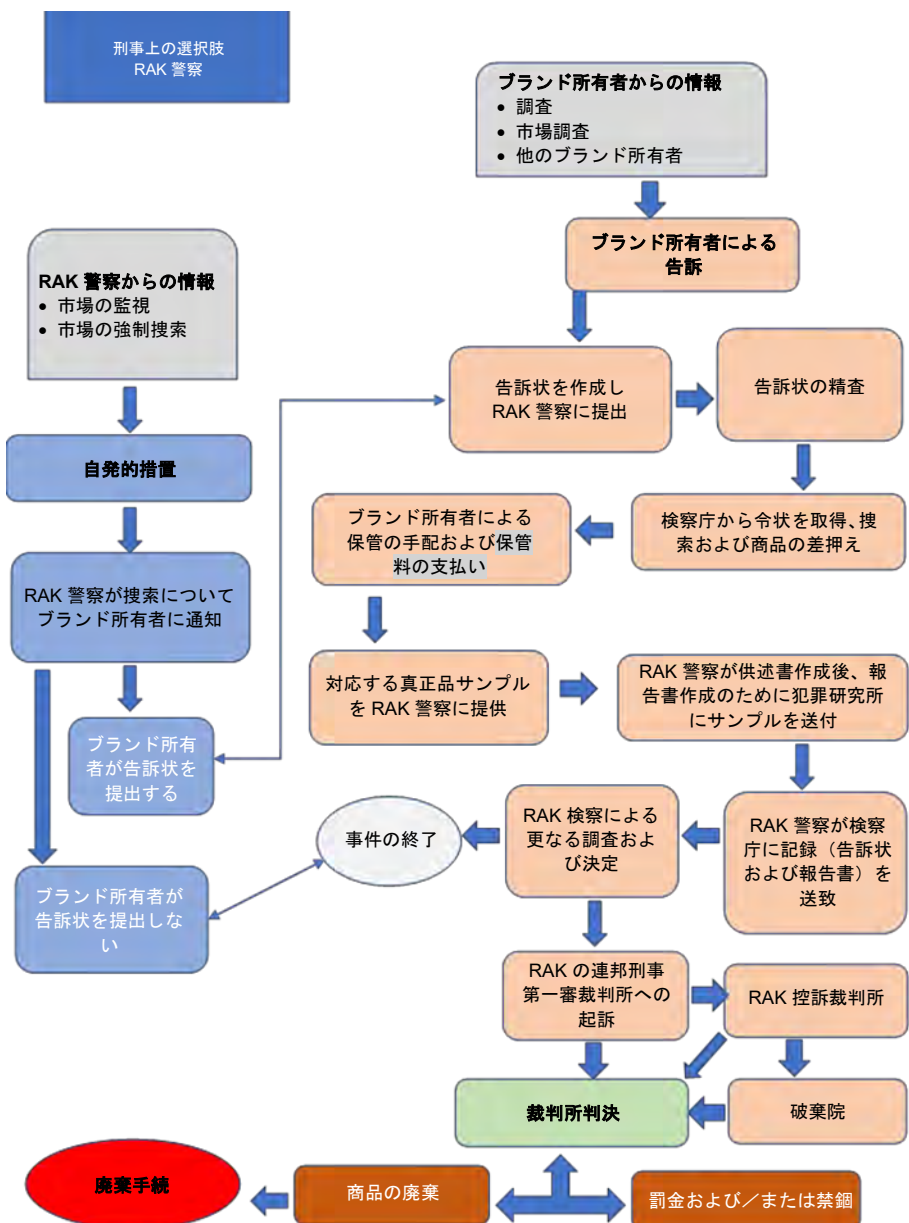 刑事上の選択肢
RAK 警察
ブランド所有者からの情報
• 調査
• 市場調査
• 他のブランド所有者
ブランド所有者による
告訴
RAK 警察からの情報
• 市場の監視
• 市場の強制捜索
告訴状を作成し
RAK 警察に提出
告訴状の精査
自発的措置
ブランド所有者による
保管の手配および保管
料の支払い
検察庁から令状を取得、捜
索および商品の差押え
RAK 警察が捜索について
ブランド所有者に通知
対応する真正品サンプル
を RAK 警察に提供
RAK 警察が供述書作成後、報
告書作成のために犯罪研究所
にサンプルを送付
ブランド所有
者が告訴状を
提出する
事件の終了
RAK 検察による
更なる調査およ
び決定
RAK 警察が検察
庁に記録（告訴状
および報告書）を
送致
ブランド所有者が
告訴状を提出しな
い
RAK の連邦刑事
第一審裁判所への
起訴
RAK 控訴裁判所
裁判所判決
破棄院
廃棄手続
商品の廃棄
罰金および／または禁錮